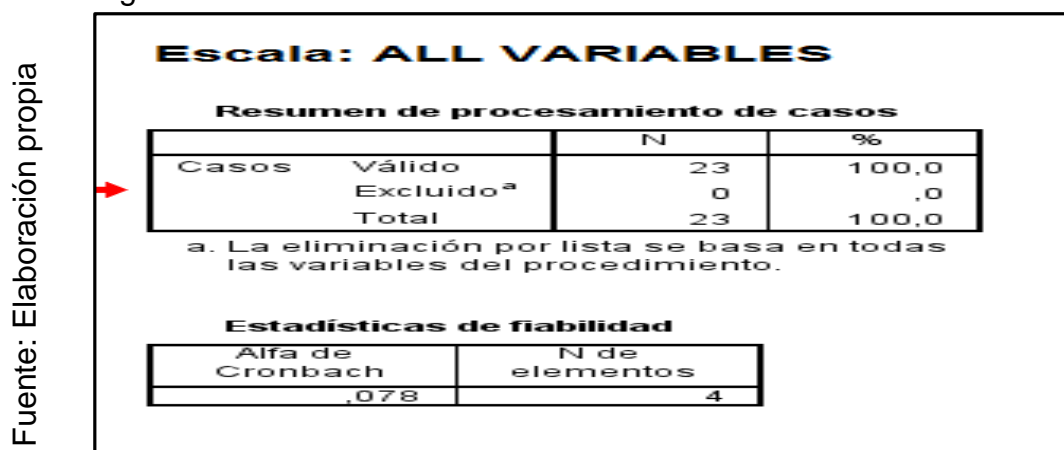 Escala: ALL VARIABLES
Resumen de procesamiento de casos
N %
Casos Válido 23 100,0
Excluidoª 0 ,0
Total 23 100,0
a. La eliminación por lista se basa en todas
las variables del procedimiento.
Estadísticas de fiabilidad
Alfa de N de
Cronbach elementos
,078 4
Fuente: Elaboración propia